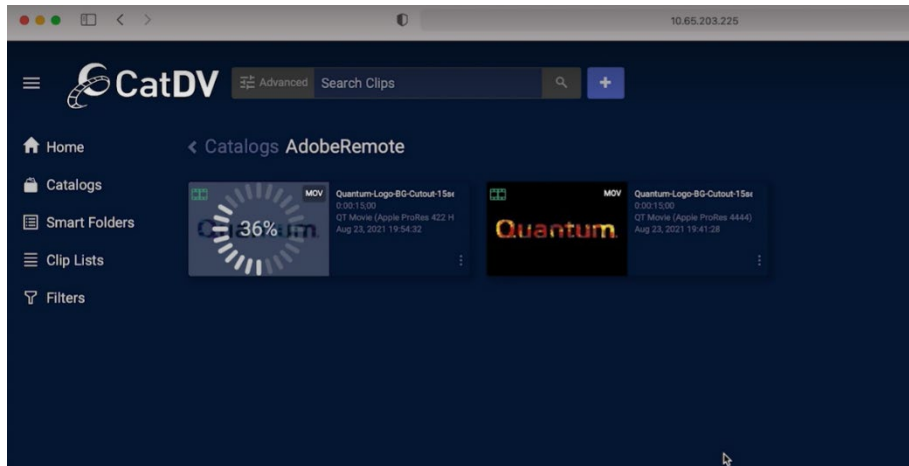 10.65.203.225
CatDV
Advanced
Search Clips
Home
Catalogs
Smart Folders
Clip Lists
Filters
Catalogs AdobeRemote
MOV
36%
Quantum
Quantum-Logo-BG-Cutout-15se
0:00:15;00
QT Movie (Apple ProRes 422 H
Aug 23, 2021 19:54:32
MOV
Quantum
Quantum-Logo-BG-Cutout-15se
0:00:15;00
QT Movie (Apple ProRes 4444)
Aug 23, 2021 19:41:28